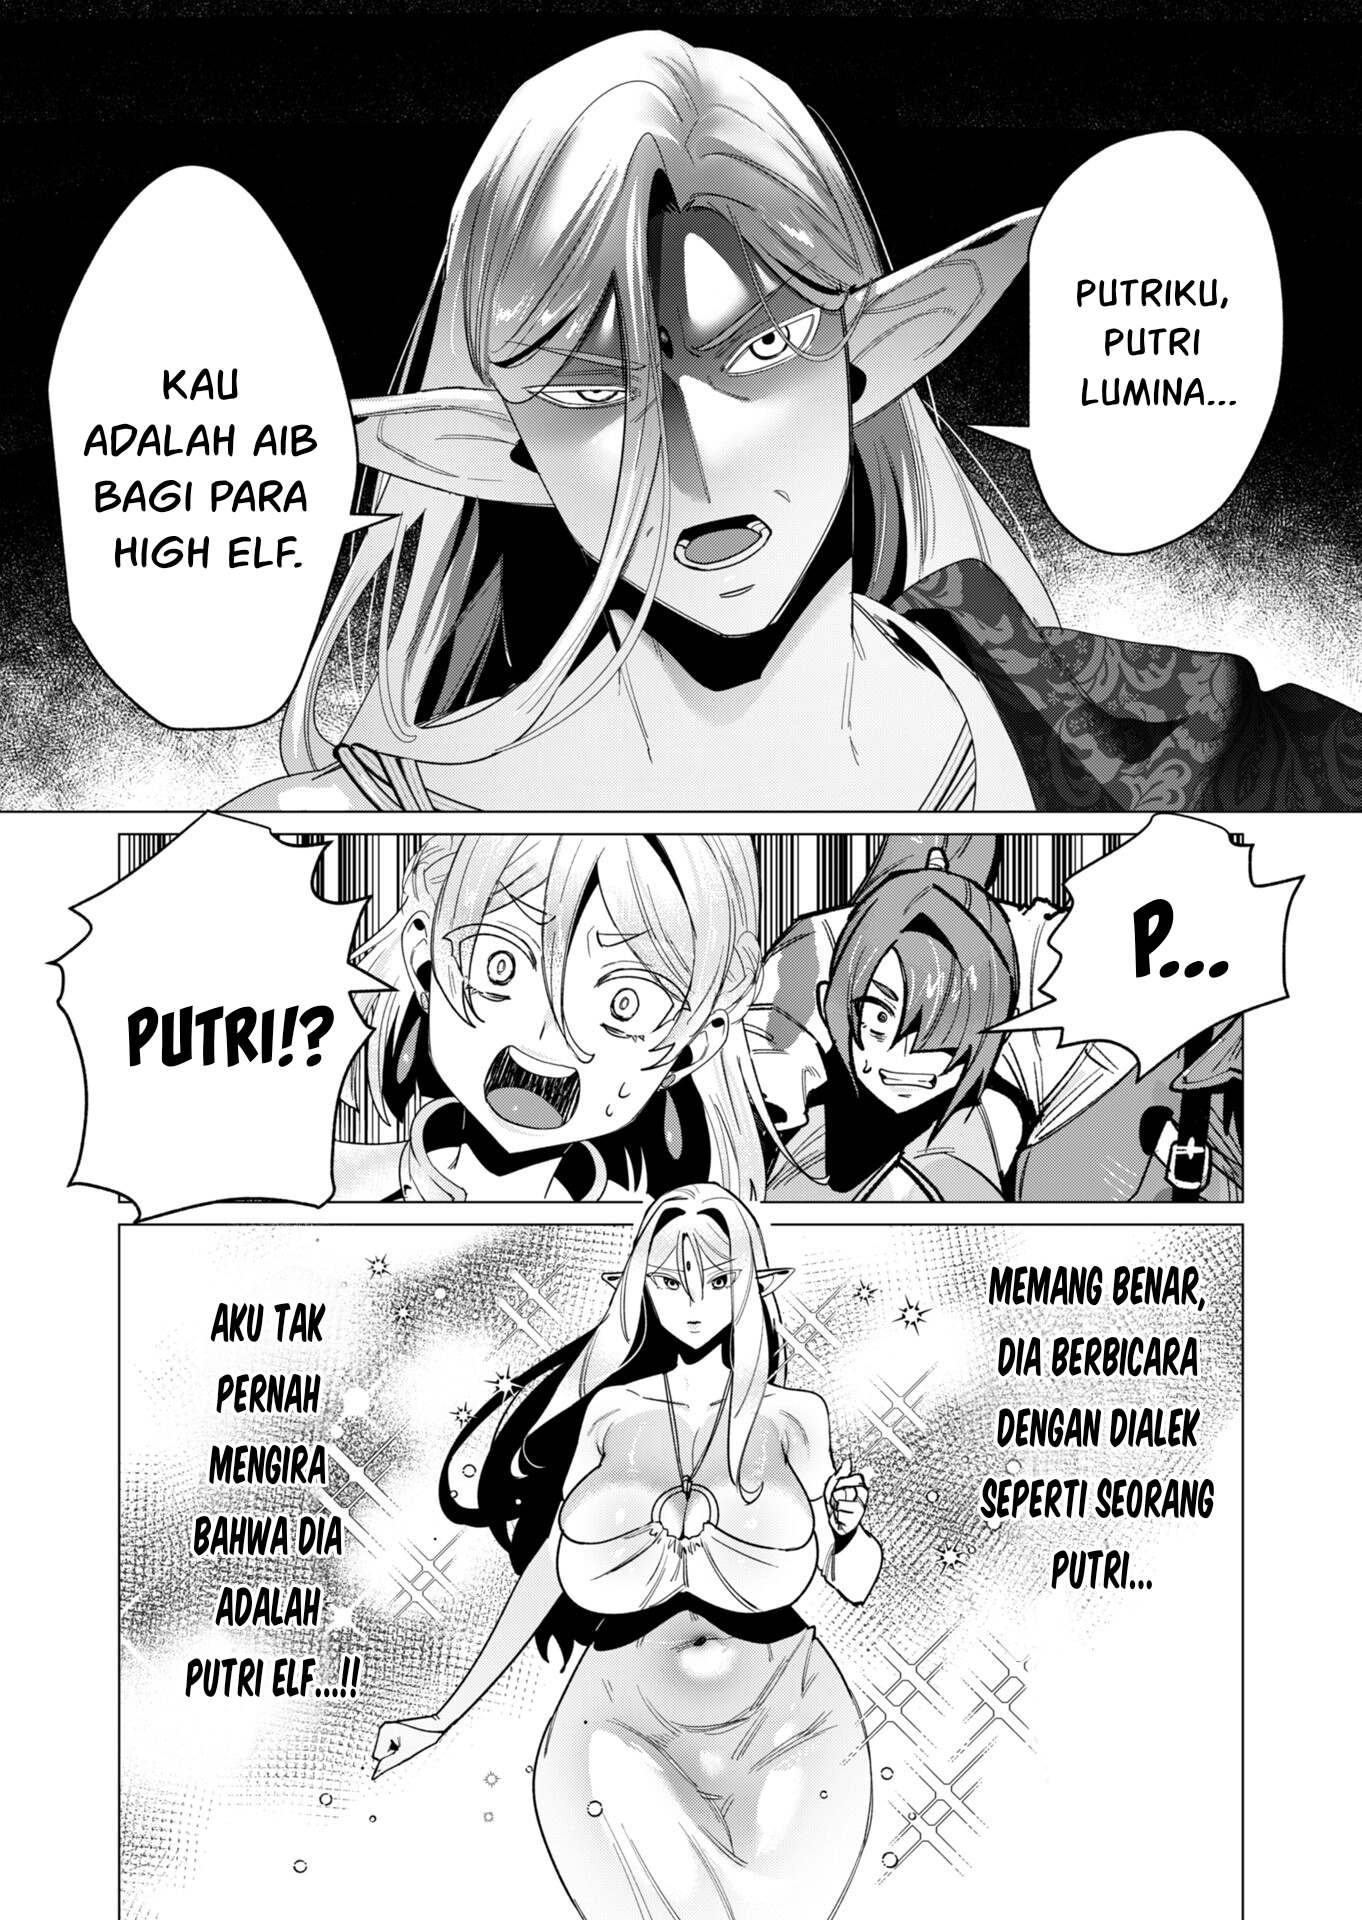 PUTRIKU,
PUTRI
LUMINA...
KAU
ADALAH AIB
BAGI PARA
HIGH ELF.
P...
PUTRI!?
MEMANG BENAR,
DIA BERBICARA
DENGAN DIALEK
SEPERTI SEORANG
PUTRI...
AKU TAK
PERNAH
MENGIRA
BAHWA DIA
ADALAH
PUTRI ELF...!!